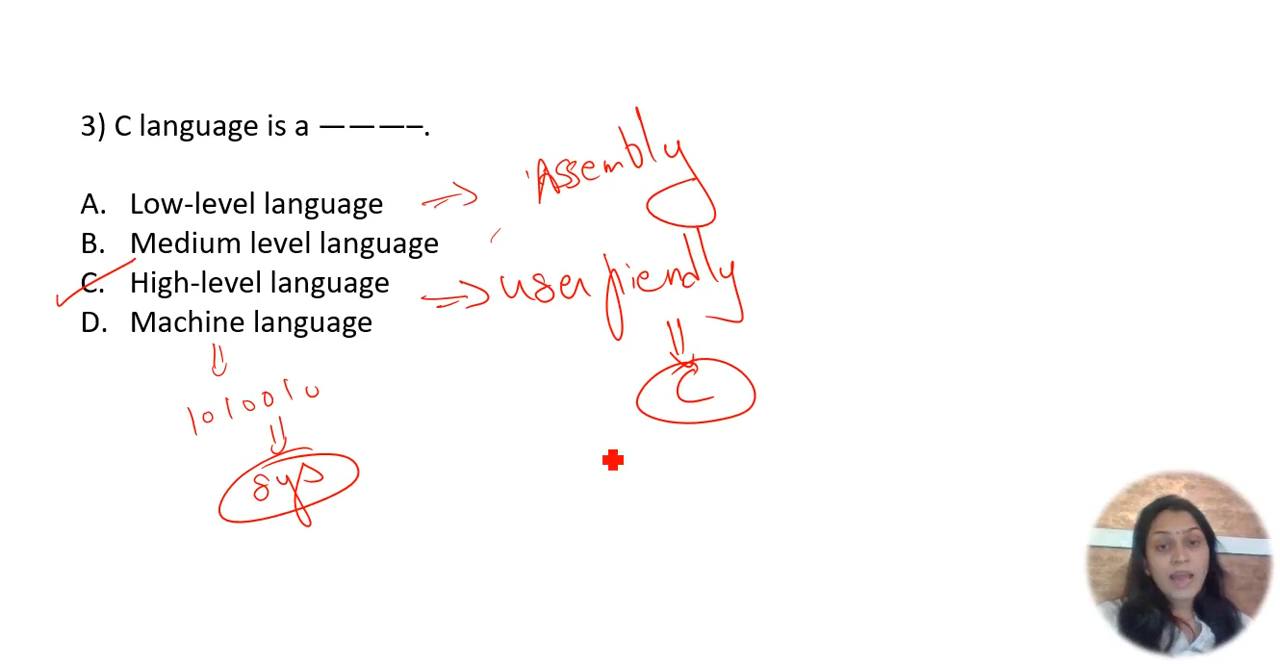 3) C language is a ————.
A. Low-level language
Assembly
B. Medium level language
C. High-level language
user friendly
D. Machine language
1010010
C
sys